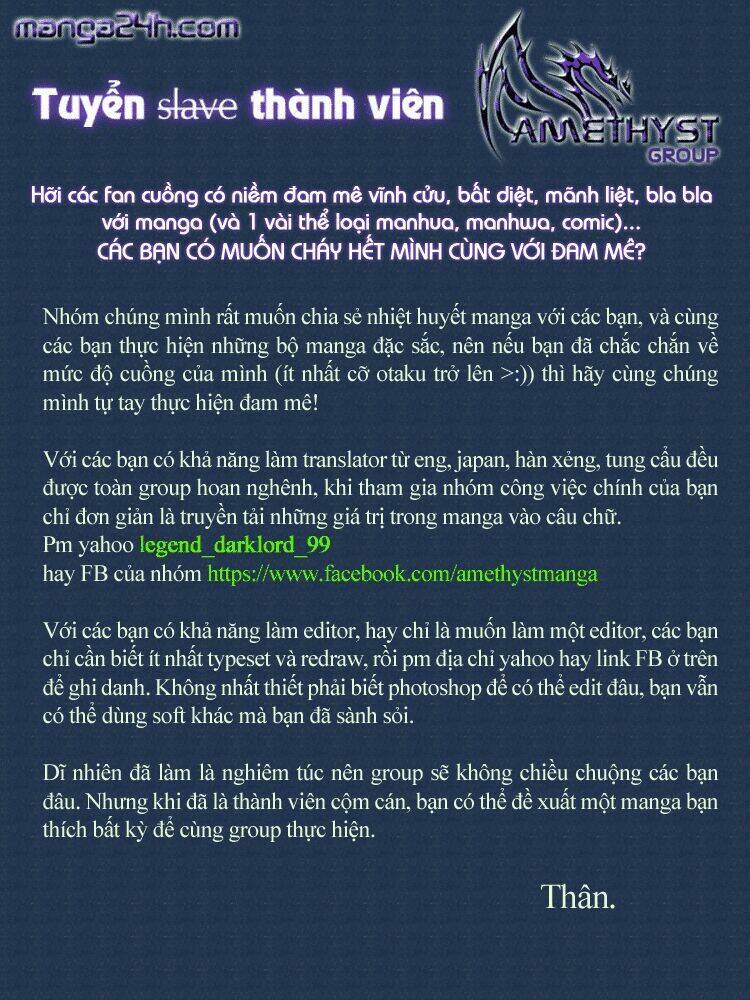 manga24h.com
Tuyển slave thành viên
AMETHYST
GROUP
Hỡi các fan cuồng có niềm đam mê vĩnh cửu, bất diệt, mãnh liệt, bla bla
với manga (và 1 vài thể loại manhua, manhwa, comic)...
CÁC BẠN CÓ MUỐN CHÁY HẾT MÌNH CÙNG VỚI ĐAM MÊ?
Nhóm chúng mình rất muốn chia sẻ nhiệt huyết manga với các bạn, và cùng
các bạn thực hiện những bộ manga đặc sắc, nên nếu bạn đã chắc chắn về
mức độ cuồng của mình (ít nhất cỡ otaku trở lên >:)) thì hãy cùng chúng
mình tự tay thực hiện đam mê!
Với các bạn có khả năng làm translator từ eng, japan, hàn xẻng, tung cẩu đều
được toàn group hoan nghênh, khi tham gia nhóm công việc chính của bạn
chỉ đơn giản là truyền tải những giá trị trong manga vào câu chữ.
Pm yahoo legend_darklord_99
hay FB của nhóm https://www.facebook.com/amethystmanga
Với các bạn có khả năng làm editor, hay chỉ là muốn làm một editor, các bạn
chỉ cần biết ít nhất typeset và redraw, rồi pm địa chỉ yahoo hay link FB ở trên
để ghi danh. Không nhất thiết phải biết photoshop để có thể edit đâu, bạn vẫn
có thể dùng soft khác mà bạn đã sành sỏi.
Dĩ nhiên đã làm là nghiêm túc nên group sẽ không chiều chuộng các bạn
đâu. Nhưng khi đã là thành viên cộm cán, bạn có thể đề xuất một manga bạn
thích bất kỳ để cùng group thực hiện.
Thân.